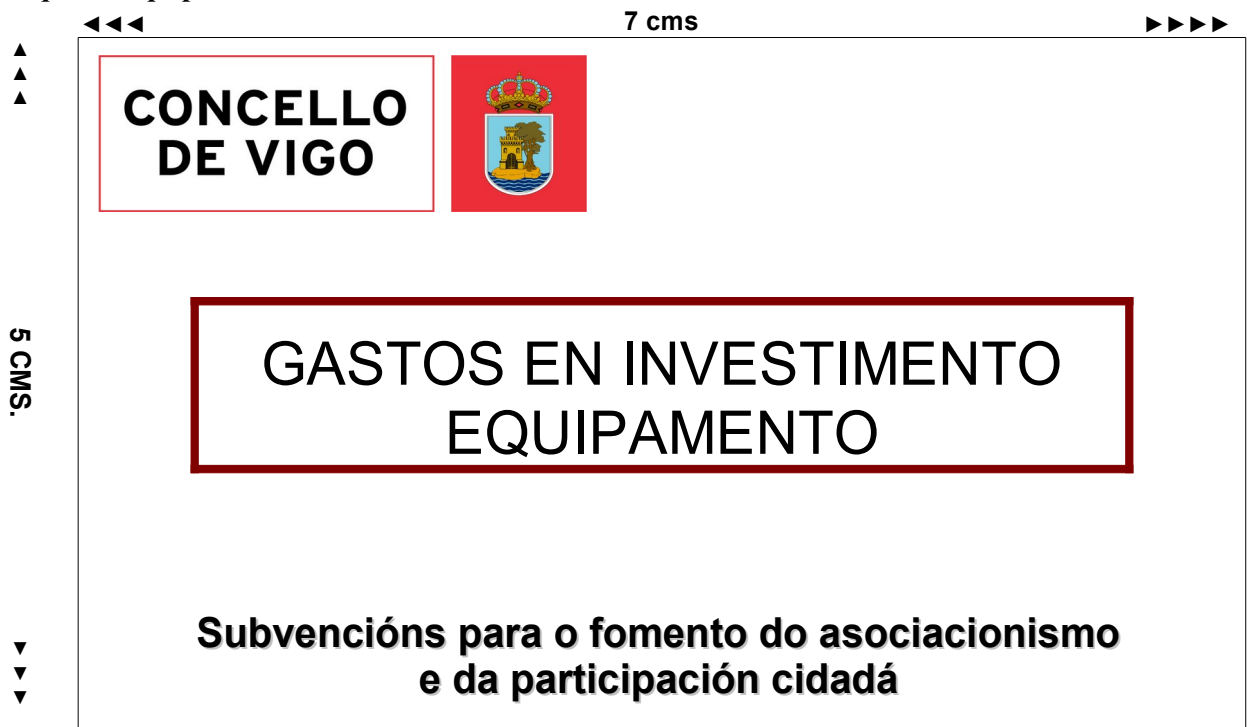 ◄◄◄ 7 cms ►►►►
▲
▲
▲
CONCELLO
DE VIGO
5 CMS.
GASTOS EN INVESTIMENTO
EQUIPAMENTO
Subvencións para o fomento do asociacionismo
e da participación cidadá
▼
▼
▼